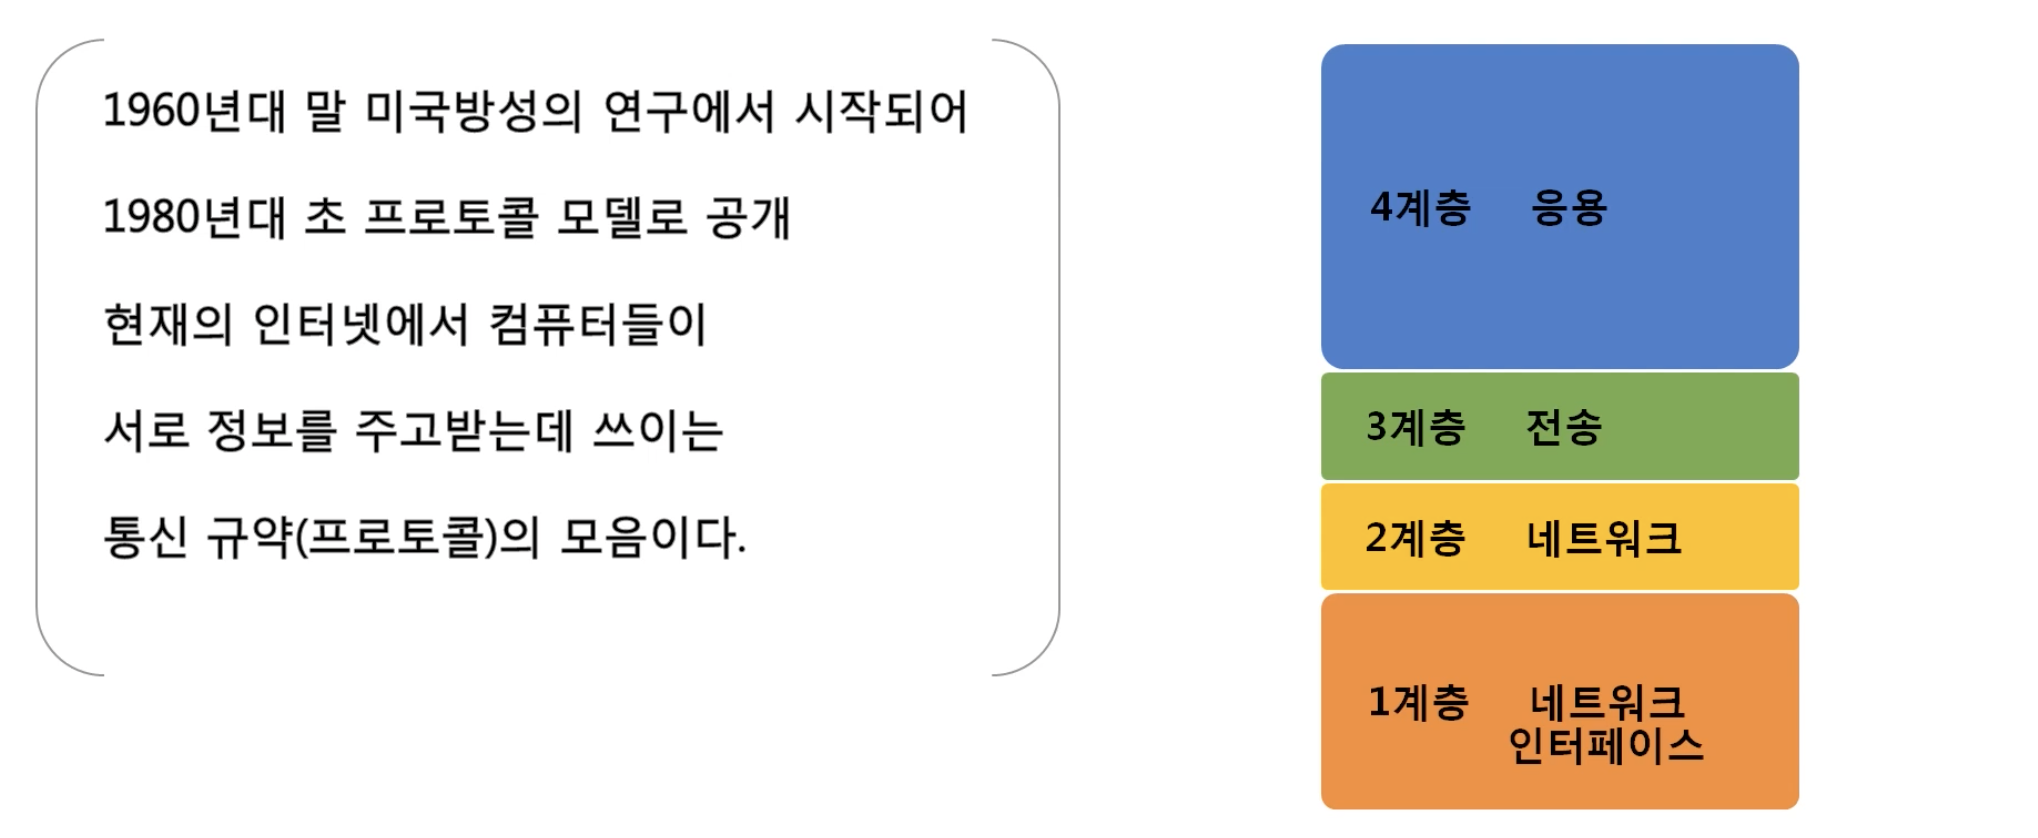 1960년대 말 미국방성의 연구에서 시작되어
1980년대 초 프로토콜 모델로 공개
현재의 인터넷에서 컴퓨터들이
서로 정보를 주고받는데 쓰이는
통신 규약(프로토콜)의 모음이다.
4계층 응용
3계층 전송
2계층 네트워크
1계층 네트워크
인터페이스